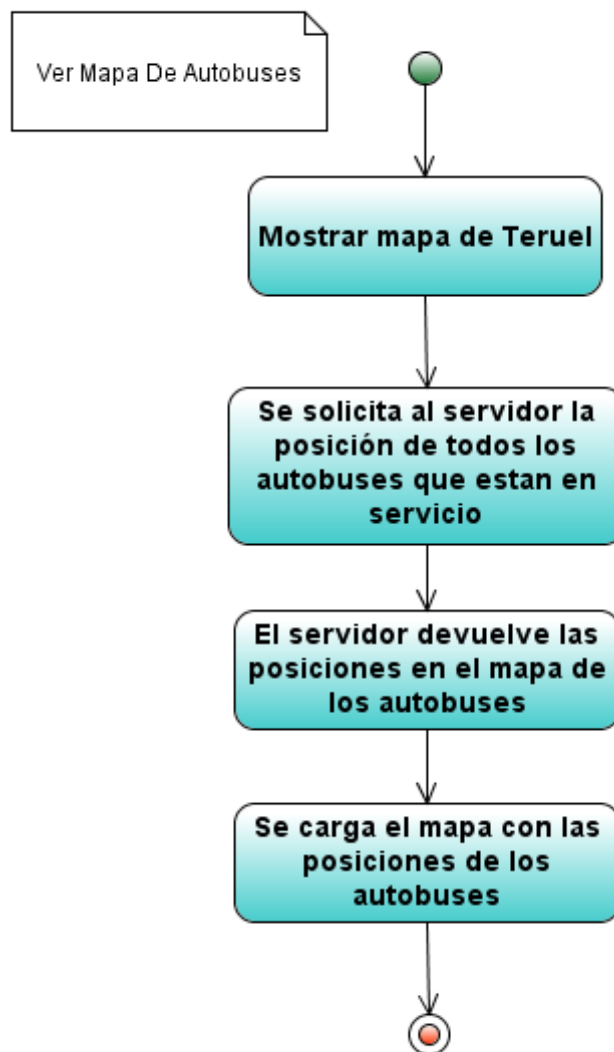 Ver Mapa De Autobuses
Mostrar mapa de Teruel
Se solicita al servidor la
posición de todos los
autobuses que estan en
servicio
El servidor devuelve las
posiciones en el mapa de
los autobuses
Se carga el mapa con las
posiciones de los
autobuses